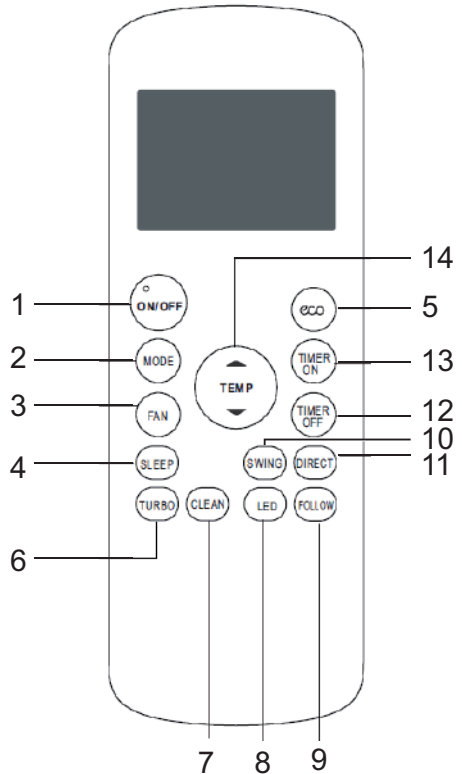 14
1
ON/OFF
eco
5
2
MODE
TEMP
TIMER
ON
13
3
FAN
TIMER
OFF
12
10
4
SLEEP
SWING
DIRECT
11
TURBO
CLEAN
LED
FOLLOW
6
7
8
9